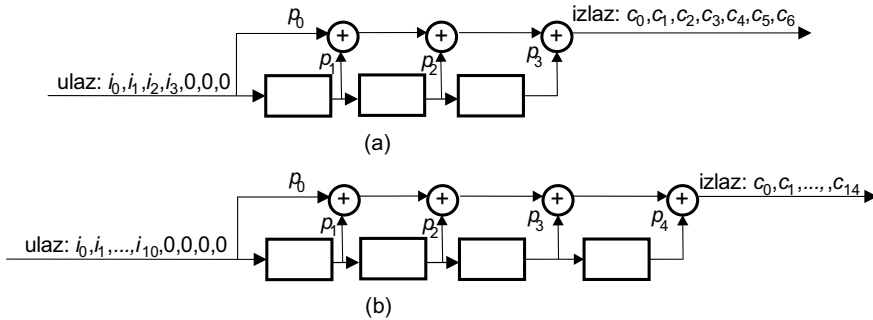 izlaz: c₀,c₁,c₂,c₃,c₄,c₅,c₆
p₀
+ + +
p₁ p₂ p₃
ulaz: i₀,i₁,i₂,i₃,0,0,0
(a)
izlaz: c₀,c₁,...,,c₁₄
p₀
+ + + +
p₁ p₂ p₃ p₄
ulaz: i₀,i₁,...,i₁₀,0,0,0,0
(b)